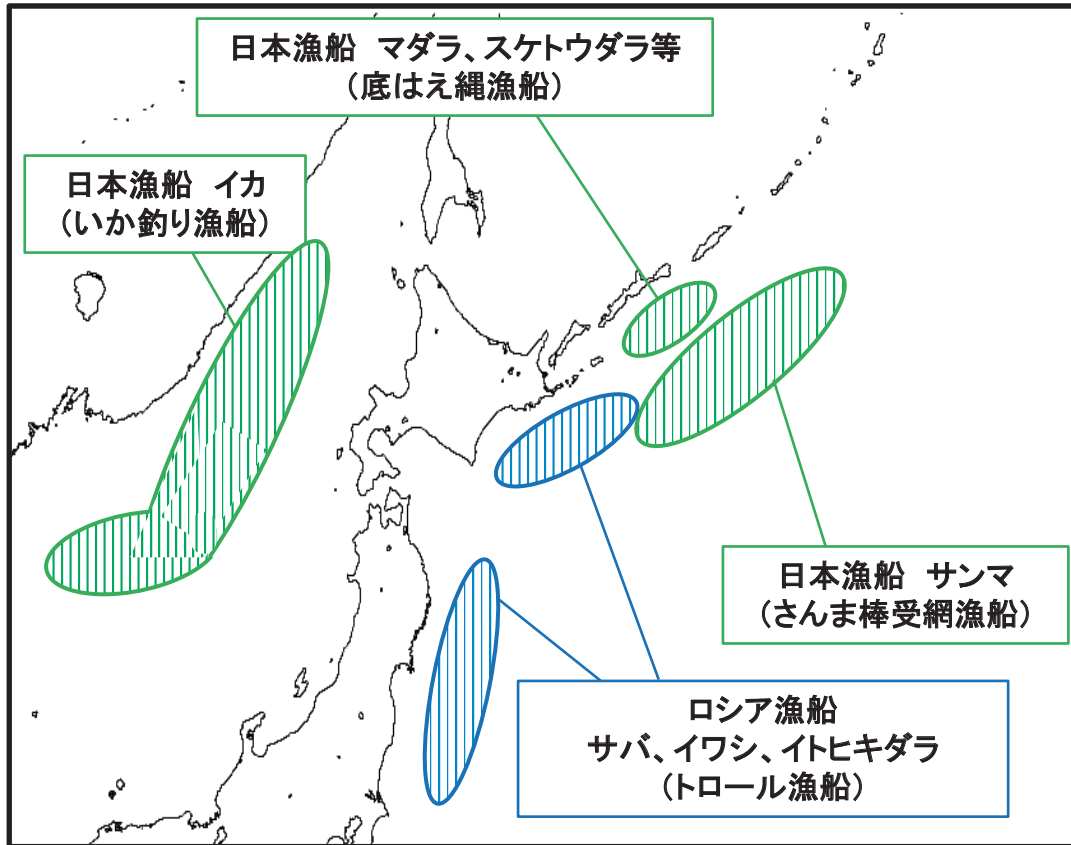 日本漁船 マダラ、スケトウダラ等
（底はえ縄漁船）
日本漁船 イカ
（いか釣り漁船）
日本漁船 サンマ
（さんま棒受網漁船）
ロシア漁船
サバ、イワシ、イトヒキダラ
（トロール漁船）